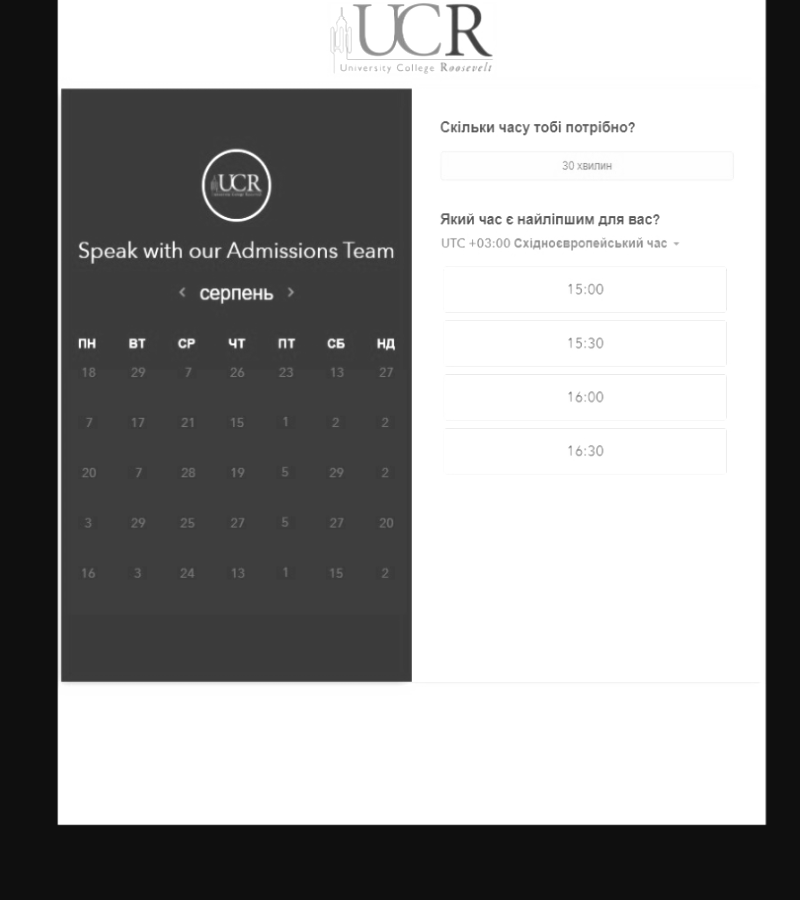 UCR
University College Roosevelt
UCR
Speak with our Admissions Team
< серпень >
ПН ВТ СР ЧТ ПТ СБ НД
18 29 7 26 23 13 27
7 17 21 15 1 2 2
20 7 28 19 5 29 2
3 29 25 27 5 27 20
16 3 24 13 1 15 2
Скільки часу тобі потрібно?
30 хвилин
Який час є найліпшим для вас?
UTC +03:00 Східноєвропейський час
15:00
15:30
16:00
16:30